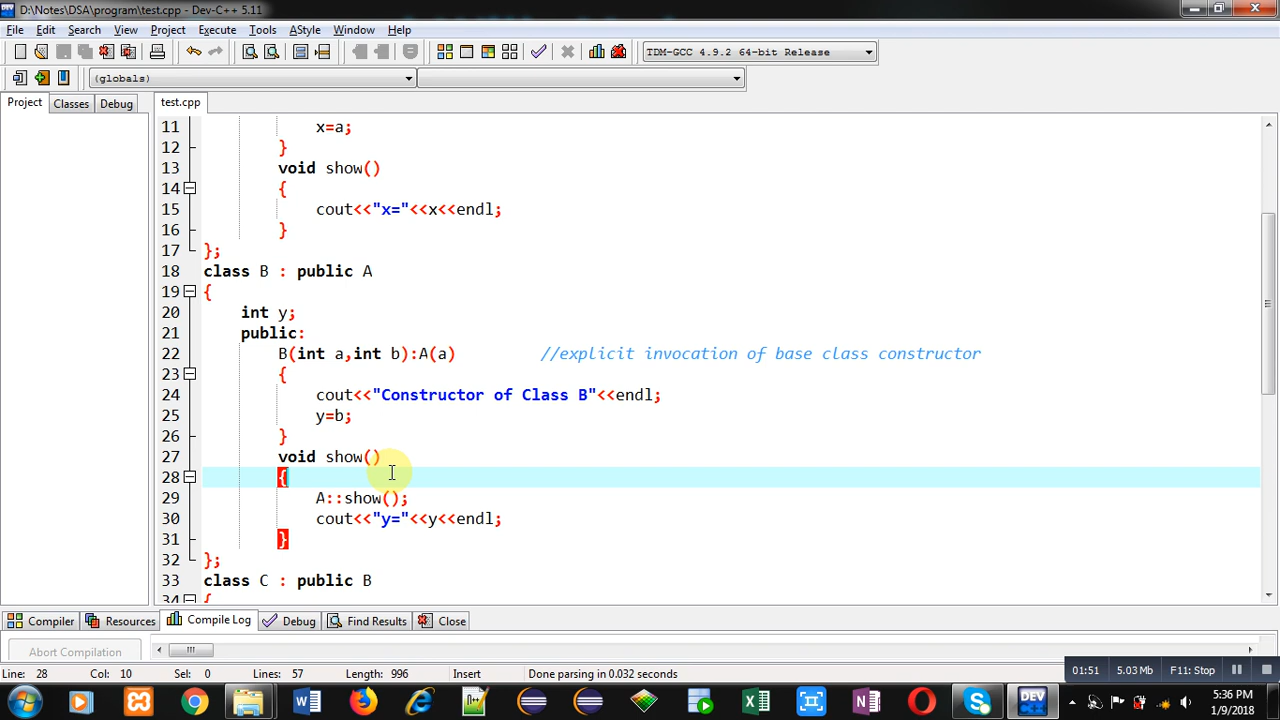 D:\Notes\DSA\program\test.cpp - Dev-C++ 5.11
File Edit Search View Project Execute Tools AStyle Window Help
TDM-GCC 4.9.2 64-bit Release
(globals)
Project Classes Debug test.cpp
11 x=a;
12 }
13 void show()
14 {
15 cout<<"x="<<x<<endl;
16 }
17 };
18 class B : public A
19 {
20 int y;
21 public:
22 B(int a,int b):A(a) //explicit invocation of base class constructor
23 {
24 cout<<"Constructor of Class B"<<endl;
25 y=b;
26 }
27 void show()
28 {
29 A::show();
30 cout<<"y="<<y<<endl;
31 }
32 };
33 class C : public B
34 {
Compiler Resources Compile Log Debug Find Results Close
Abort Compilation
Line: 28 Col: 10 Sel: 0 Lines: 57 Length: 996 Insert Done parsing in 0.032 seconds
01:51 5.03 Mb F11: Stop
5:36 PM
1/9/2018